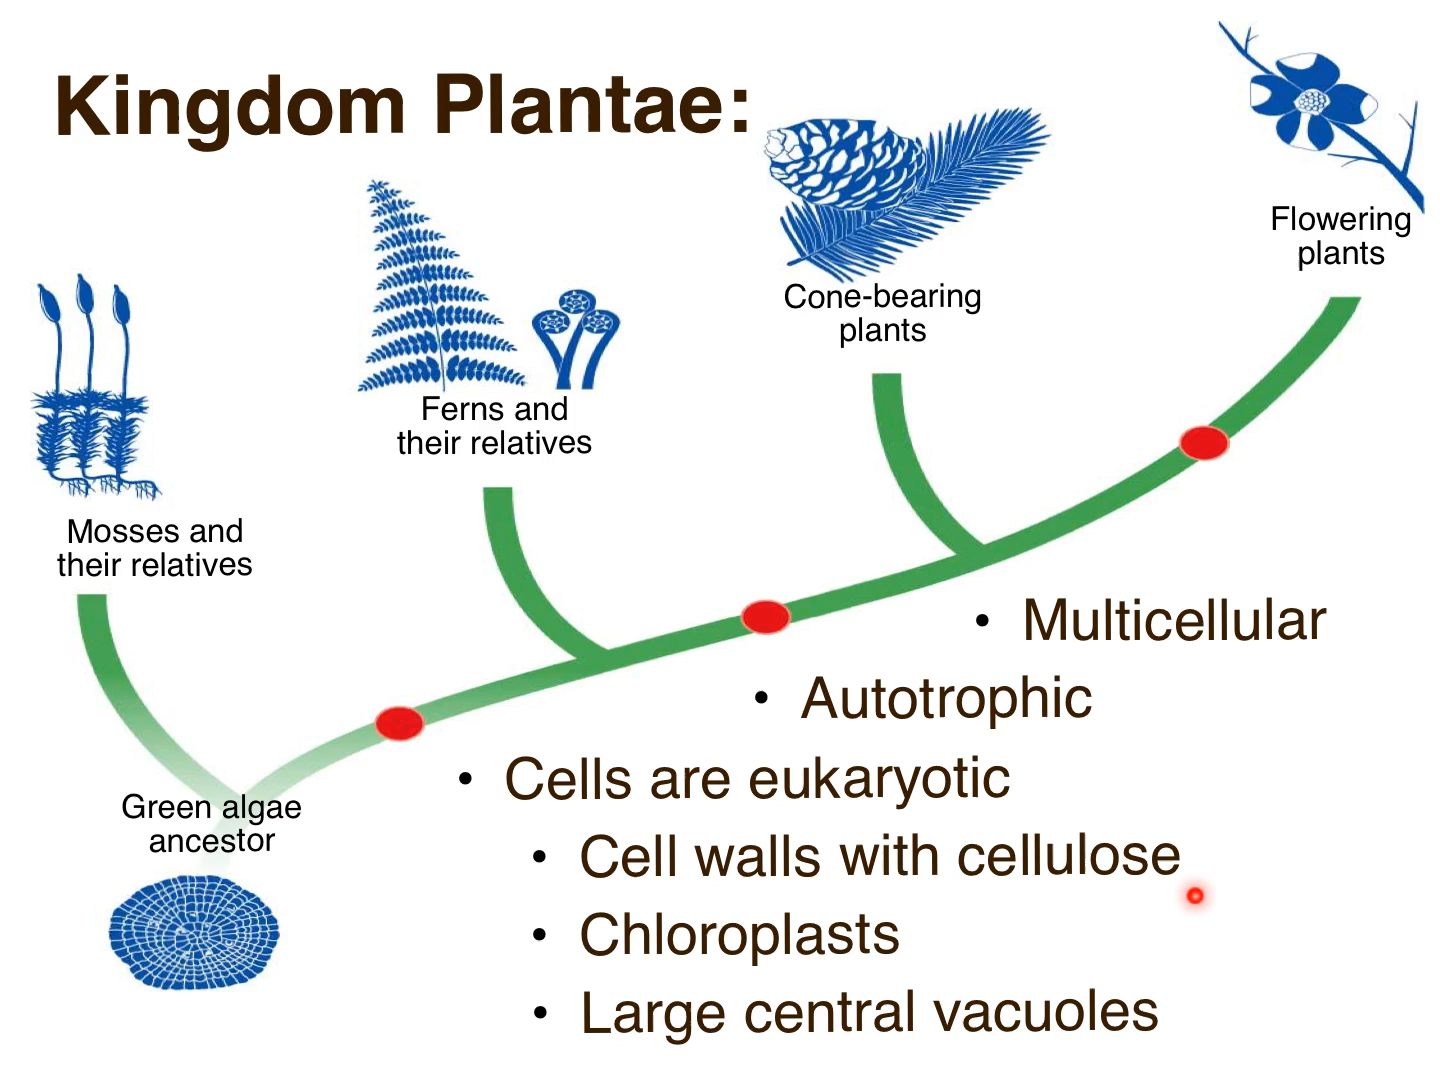 Kingdom Plantae:
Flowering
plants
Cone-bearing
plants
Ferns and
their relatives
Mosses and
their relatives
Green algae
ancestor
• Multicellular
• Autotrophic
• Cells are eukaryotic
• Cell walls with cellulose
• Chloroplasts
• Large central vacuoles